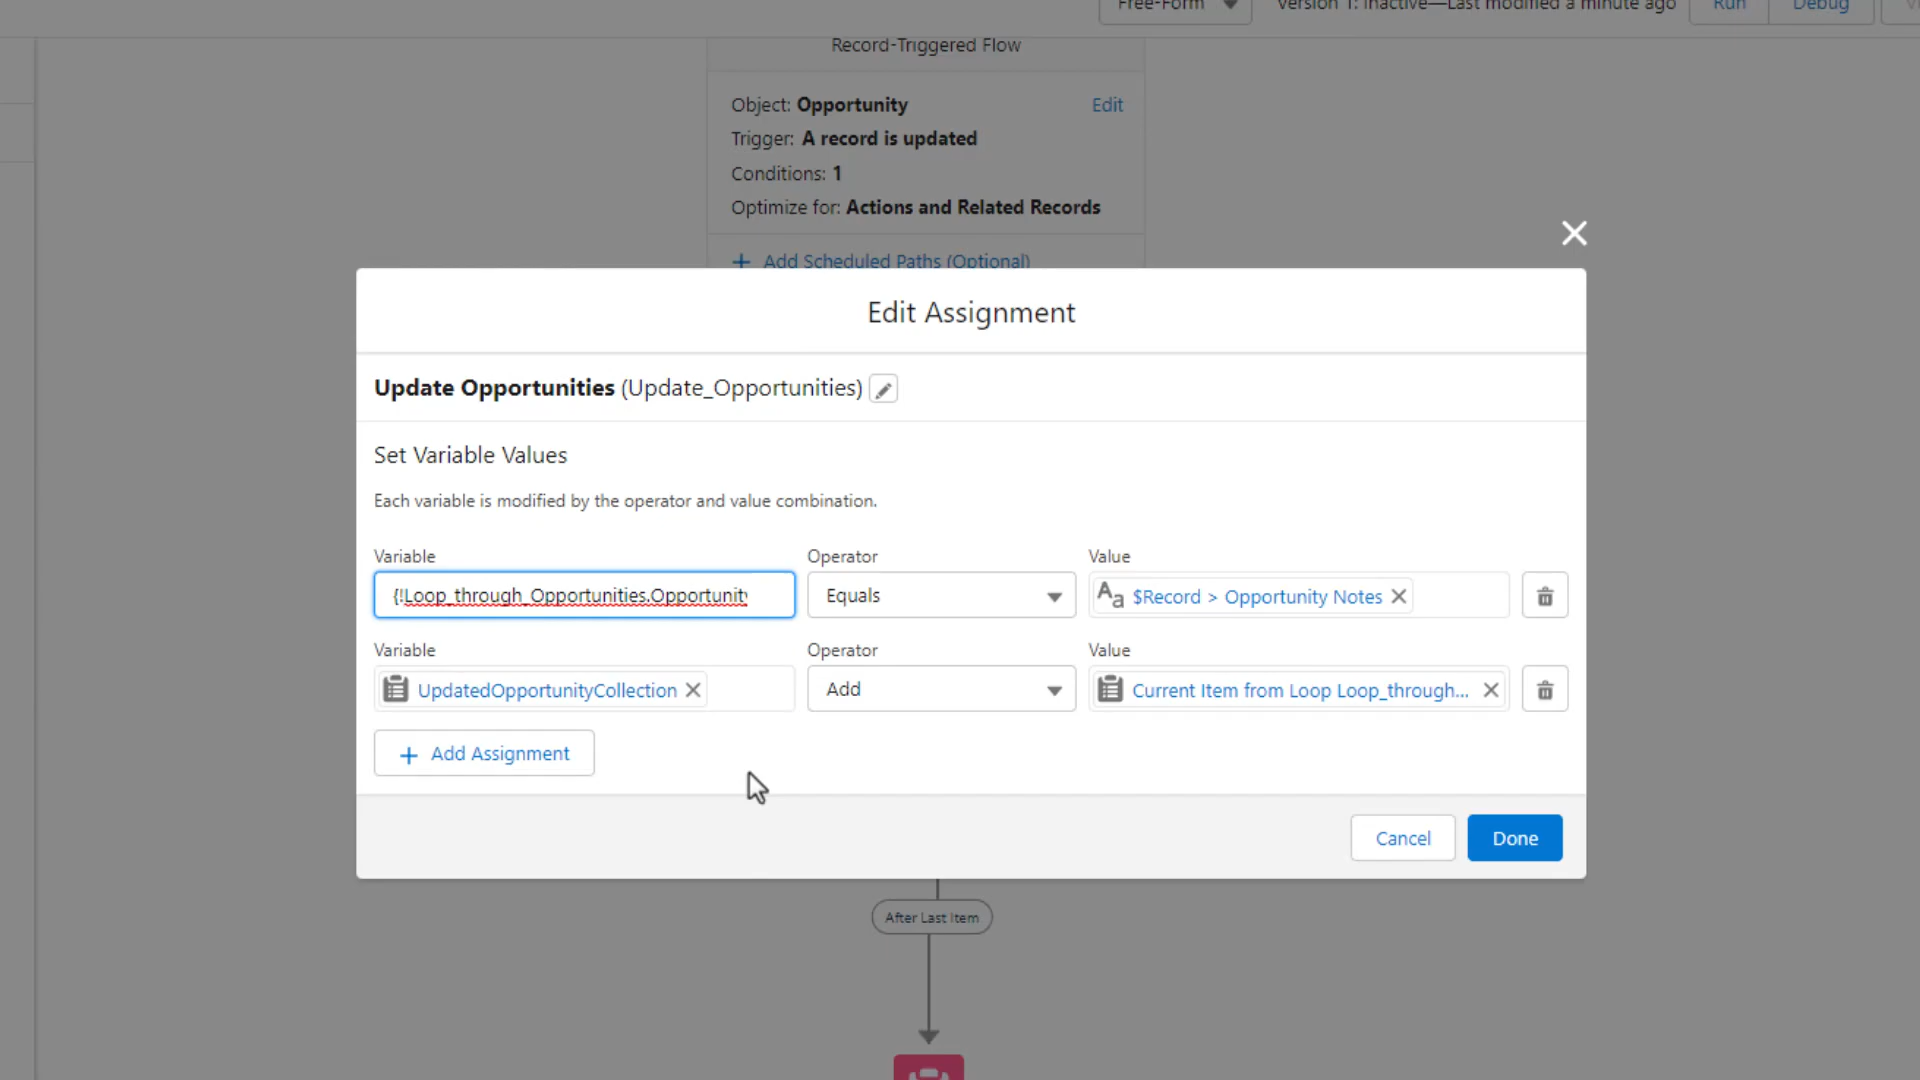 Free-Form
Version 1: Inactive—Last modified a minute ago
Run
Debug
Record-Triggered Flow
Object: Opportunity
Edit
Trigger: A record is updated
Conditions: 1
Optimize for: Actions and Related Records
+ Add Scheduled Paths (Optional)
Edit Assignment
Update Opportunities (Update_Opportunities)
Set Variable Values
Each variable is modified by the operator and value combination.
Variable
Operator
Value
{!Loop_through_Opportunities.Opportunity
Equals
Aa $Record > Opportunity Notes
Variable
Operator
Value
UpdatedOpportunityCollection
Add
Current Item from Loop Loop_through...
+ Add Assignment
Cancel
Done
After Last Item